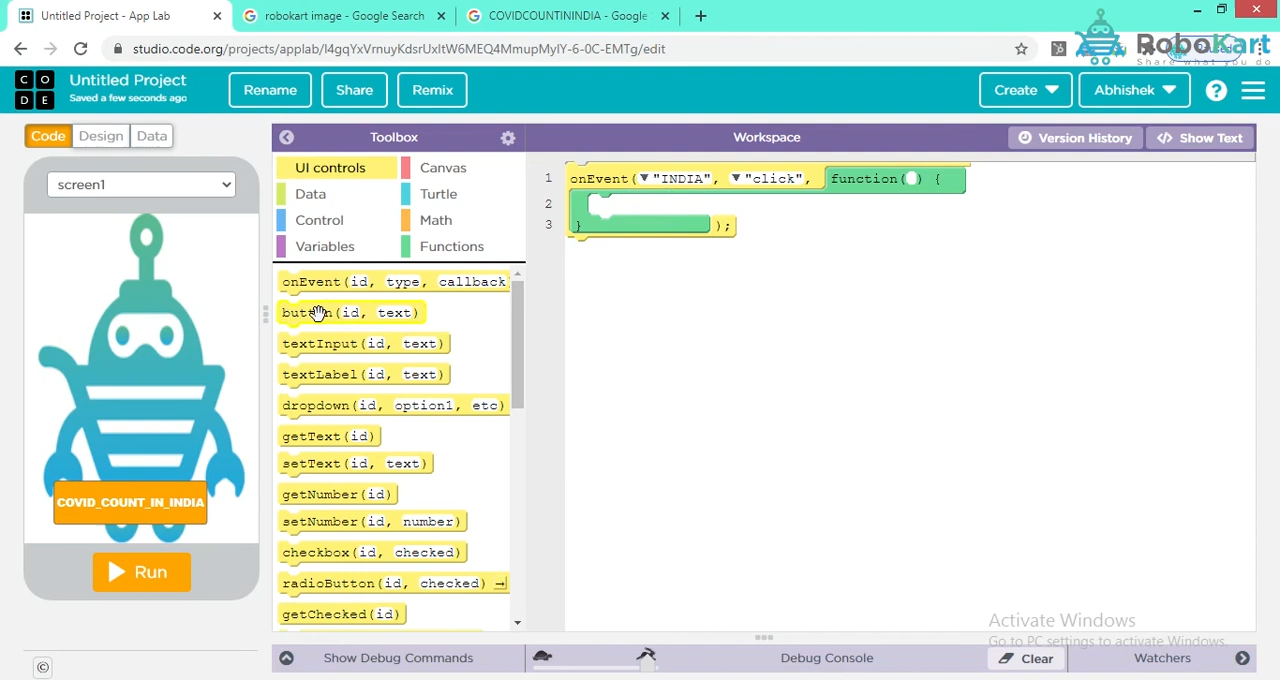 Untitled Project - App Lab
robokart image - Google Search
COVIDCOUNTININDIA - Google
studio.code.org/projects/applab/I4gqYxVrnuyKdsrUxltW6MEQ4MmupMyIY-6-0C-EMTg/edit
RoboKart
Share what you do
C O
D E
Untitled Project
Saved a few seconds ago
Rename
Share
Remix
Create
Abhishek
?
Code
Design
Data
Toolbox
Workspace
Version History
Show Text
screen1
COVID_COUNT_IN_INDIA
Run
UI controls
Canvas
Data
Turtle
Control
Math
Variables
Functions
onEvent(id, type, callback
button(id, text)
textInput(id, text)
textLabel(id, text)
dropdown(id, option1, etc)
getText(id)
setText(id, text)
getNumber(id)
setNumber(id, number)
checkbox(id, checked)
radioButton(id, checked)
getChecked(id)
1 onEvent("INDIA", "click", function() {
2
3 } );
Activate Windows
Go to PC settings to activate Windows.
Show Debug Commands
Debug Console
Clear
Watchers
©